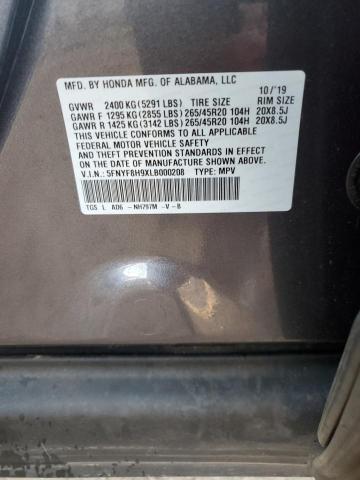 MFD. BY HONDA MFG. OF ALABAMA, LLC 10/'19
GVWR 2400 KG (5291 LBS) TIRE SIZE RIM SIZE
GAWR F 1295 KG (2855 LBS) 265/45R20 104H 20X8.5J
GAWR R 1425 KG (3142 LBS) 265/45R20 104H 20X8.5J
THIS VEHICLE CONFORMS TO ALL APPLICABLE
FEDERAL MOTOR VEHICLE SAFETY
AND THEFT PREVENTION STANDARDS IN EFFECT
ON THE DATE OF MANUFACTURE SHOWN ABOVE.
V.I.N.: 5FNYF8H9XLB000208 TYPE: MPV
TGS L AD6 -NH797M -V -B